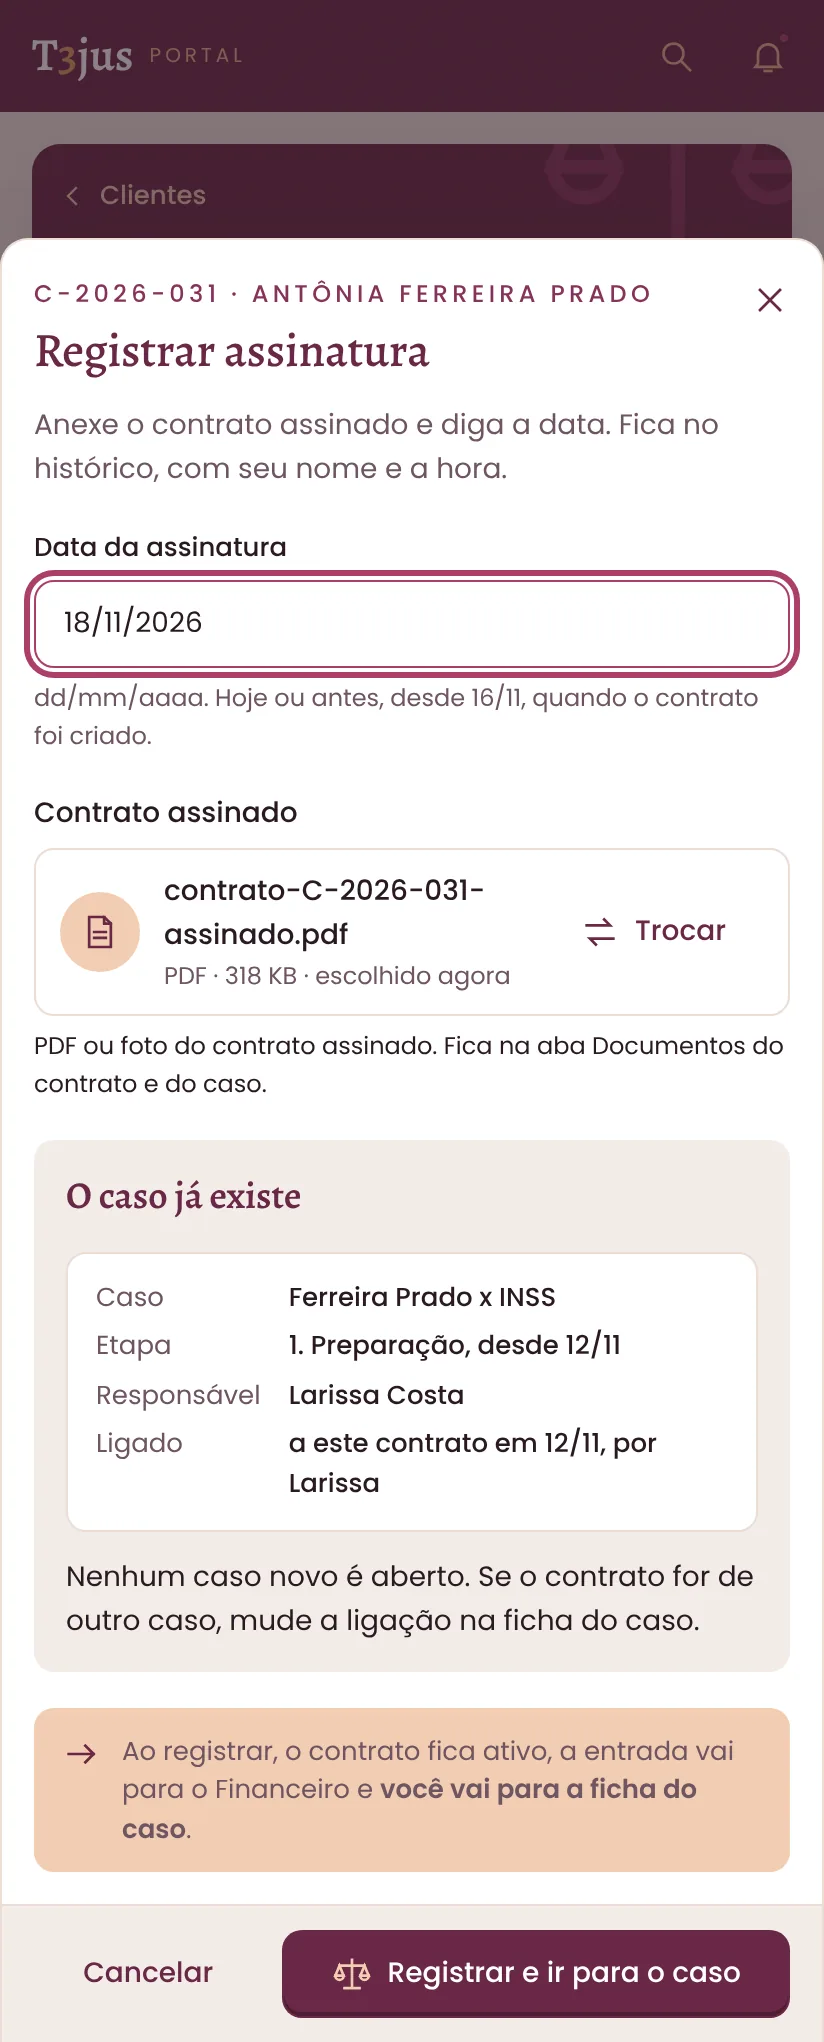 T3jus PORTAL
Clientes
C-2026-031 · ANTÔNIA FERREIRA PRADO
Registrar assinatura
Anexe o contrato assinado e diga a data. Fica no
histórico, com seu nome e a hora.
Data da assinatura
18/11/2026
dd/mm/aaaa. Hoje ou antes, desde 16/11, quando o contrato
foi criado.
Contrato assinado
contrato-C-2026-031-
assinado.pdf
PDF · 318 KB · escolhido agora
Trocar
PDF ou foto do contrato assinado. Fica na aba Documentos do
contrato e do caso.
O caso já existe
Caso Ferreira Prado x INSS
Etapa 1. Preparação, desde 12/11
Responsável Larissa Costa
Ligado a este contrato em 12/11, por
Larissa
Nenhum caso novo é aberto. Se o contrato for de
outro caso, mude a ligação na ficha do caso.
Ao registrar, o contrato fica ativo, a entrada vai
para o Financeiro e você vai para a ficha do
caso.
Cancelar
Registrar e ir para o caso